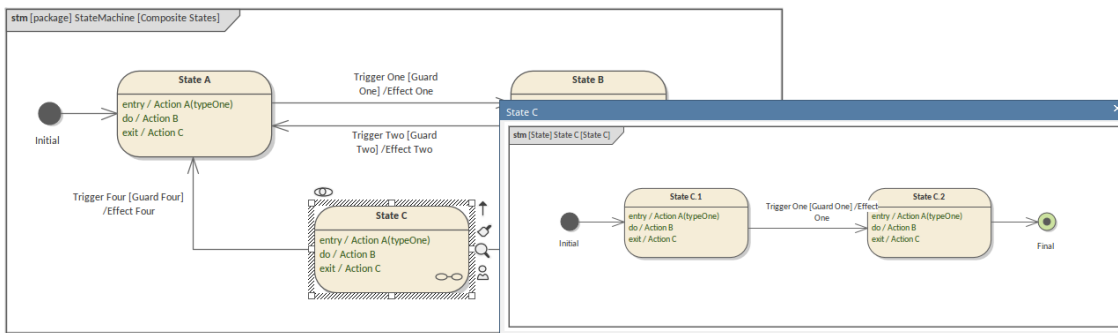 stm [package] StateMachine [Composite States]
State A
entry / Action A(typeOne)
do / Action B
exit / Action C
Initial
Trigger One [Guard
One] /Effect One
State B
Trigger Two [Guard
Two] /Effect Two
Trigger Four [Guard Four]
/Effect Four
State C
entry / Action A(typeOne)
do / Action B
exit / Action C
State C
stm [State] State C [State C]
Initial
State C.1
entry / Action A(typeOne)
do / Action B
exit / Action C
Trigger One [Guard One] /Effect
One
State C.2
entry / Action A(typeOne)
do / Action B
exit / Action C
Final